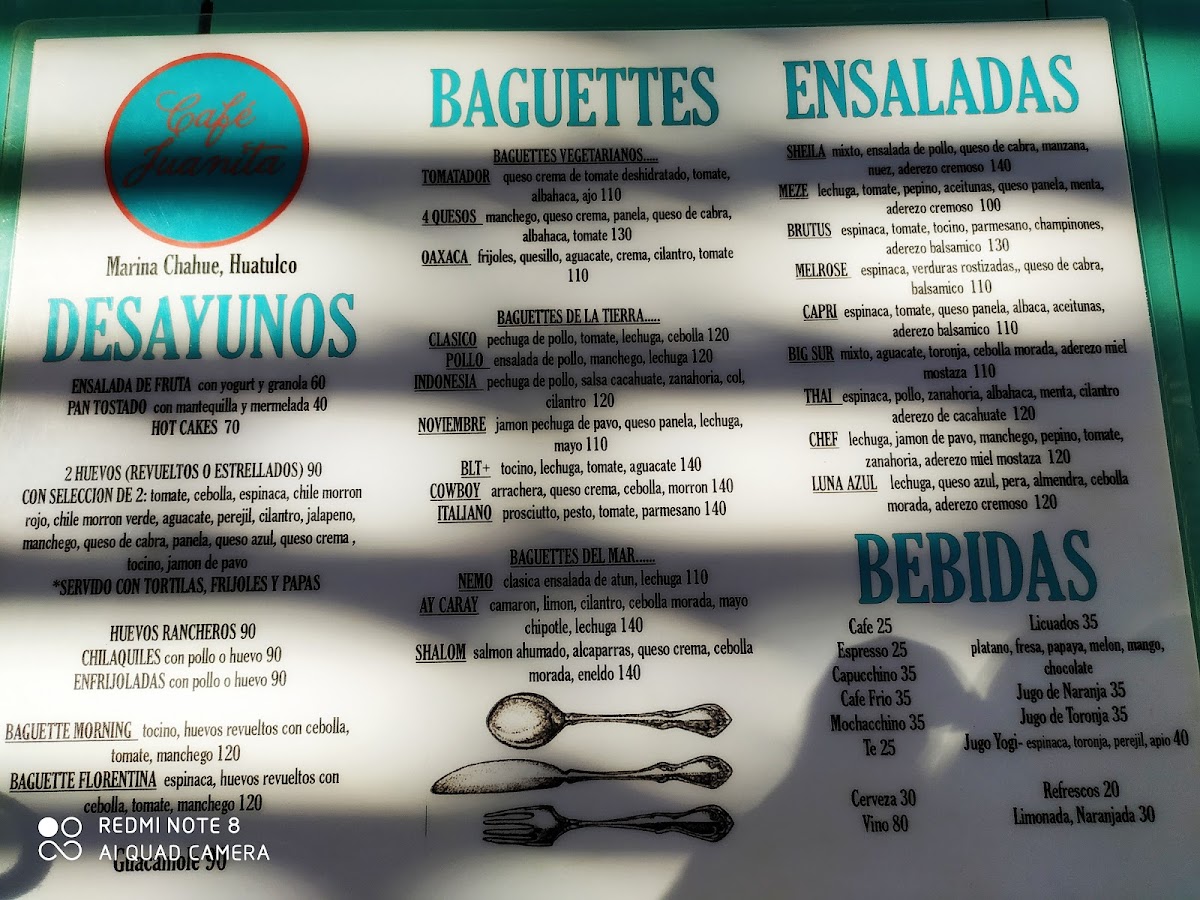 Café
Juanita
Marina Chahue, Huatulco
DESAYUNOS
ENSALADA DE FRUTA con yogurt y granola 60
PAN TOSTADO con mantequilla y mermelada 40
HOT CAKES 70
2 HUEVOS (REVUELTOS O ESTRELLADOS) 90
CON SELECCION DE 2: tomate, cebolla, espinaca, chile morron
rojo, chile morron verde, aguacate, perejil, cilantro, jalapeno,
manchego, queso de cabra, panela, queso azul, queso crema ,
tocino, jamon de pavo
*SERVIDO CON TORTILAS, FRIJOLES Y PAPAS
HUEVOS RANCHEROS 90
CHILAQUILES con pollo o huevo 90
ENFRIJOLADAS con pollo o huevo 90
BAGUETTE MORNING tocino, huevos revueltos con cebolla,
tomate, manchego 120
BAGUETTE FLORENTINA espinaca, huevos revueltos con
cebolla, tomate, manchego 120
Guacamole 90
REDMI NOTE 8
AI QUAD CAMERA
BAGUETTES
BAGUETTES VEGETARIANOS.....
TOMATADOR queso crema de tomate deshidratado, tomate,
albahaca, ajo 110
4 QUESOS manchego, queso crema, panela, queso de cabra,
albahaca, tomate 130
OAXACA frijoles, quesillo, aguacate, crema, cilantro, tomate
110
BAGUETTES DE LA TIERRA.....
CLASICO pechuga de pollo, tomate, lechuga, cebolla 120
POLLO ensalada de pollo, manchego, lechuga 120
INDONESIA pechuga de pollo, salsa cacahuate, zanahoria, col,
cilantro 120
NOVIEMBRE jamon pechuga de pavo, queso panela, lechuga,
mayo 110
BLT+ tocino, lechuga, tomate, aguacate 140
COWBOY arrachera, queso crema, cebolla, morron 140
ITALIANO prosciutto, pesto, tomate, parmesano 140
BAGUETTES DEL MAR......
NEMO clasica ensalada de atun, lechuga 110
AY CARAY camaron, limon, cilantro, cebolla morada, mayo
chipotle, lechuga 140
SHALOM salmon ahumado, alcaparras, queso crema, cebolla
morada, eneldo 140
ENSALADAS
SHEILA mixto, ensalada de pollo, queso de cabra, manzana,
nuez, aderezo cremoso 140
MEZE lechuga, tomate, pepino, aceitunas, queso panela, menta,
aderezo cremoso 100
BRUTUS espinaca, tomate, tocino, parmesano, champinones,
aderezo balsamico 130
MELROSE espinaca, verduras rostizadas,, queso de cabra,
balsamico 110
CAPRI espinaca, tomate, queso panela, albaca, aceitunas,
aderezo balsamico 110
BIG SUR mixto, aguacate, toronja, cebolla morada, aderezo miel
mostaza 110
THAI espinaca, pollo, zanahoria, albahaca, menta, cilantro
aderezo de cacahuate 120
CHEF lechuga, jamon de pavo, manchego, pepino, tomate,
zanahoria, aderezo miel mostaza 120
LUNA AZUL lechuga, queso azul, pera, almendra, cebolla
morada, aderezo cremoso 120
BEBIDAS
Cafe 25
Espresso 25
Capucchino 35
Cafe Frio 35
Mochacchino 35
Te 25
Cerveza 30
Vino 80
Licuados 35
platano, fresa, papaya, melon, mango,
chocolate
Jugo de Naranja 35
Jugo de Toronja 35
Jugo Yogi- espinaca, toronja, perejil, apio 40
Refrescos 20
Limonada, Naranjada 30